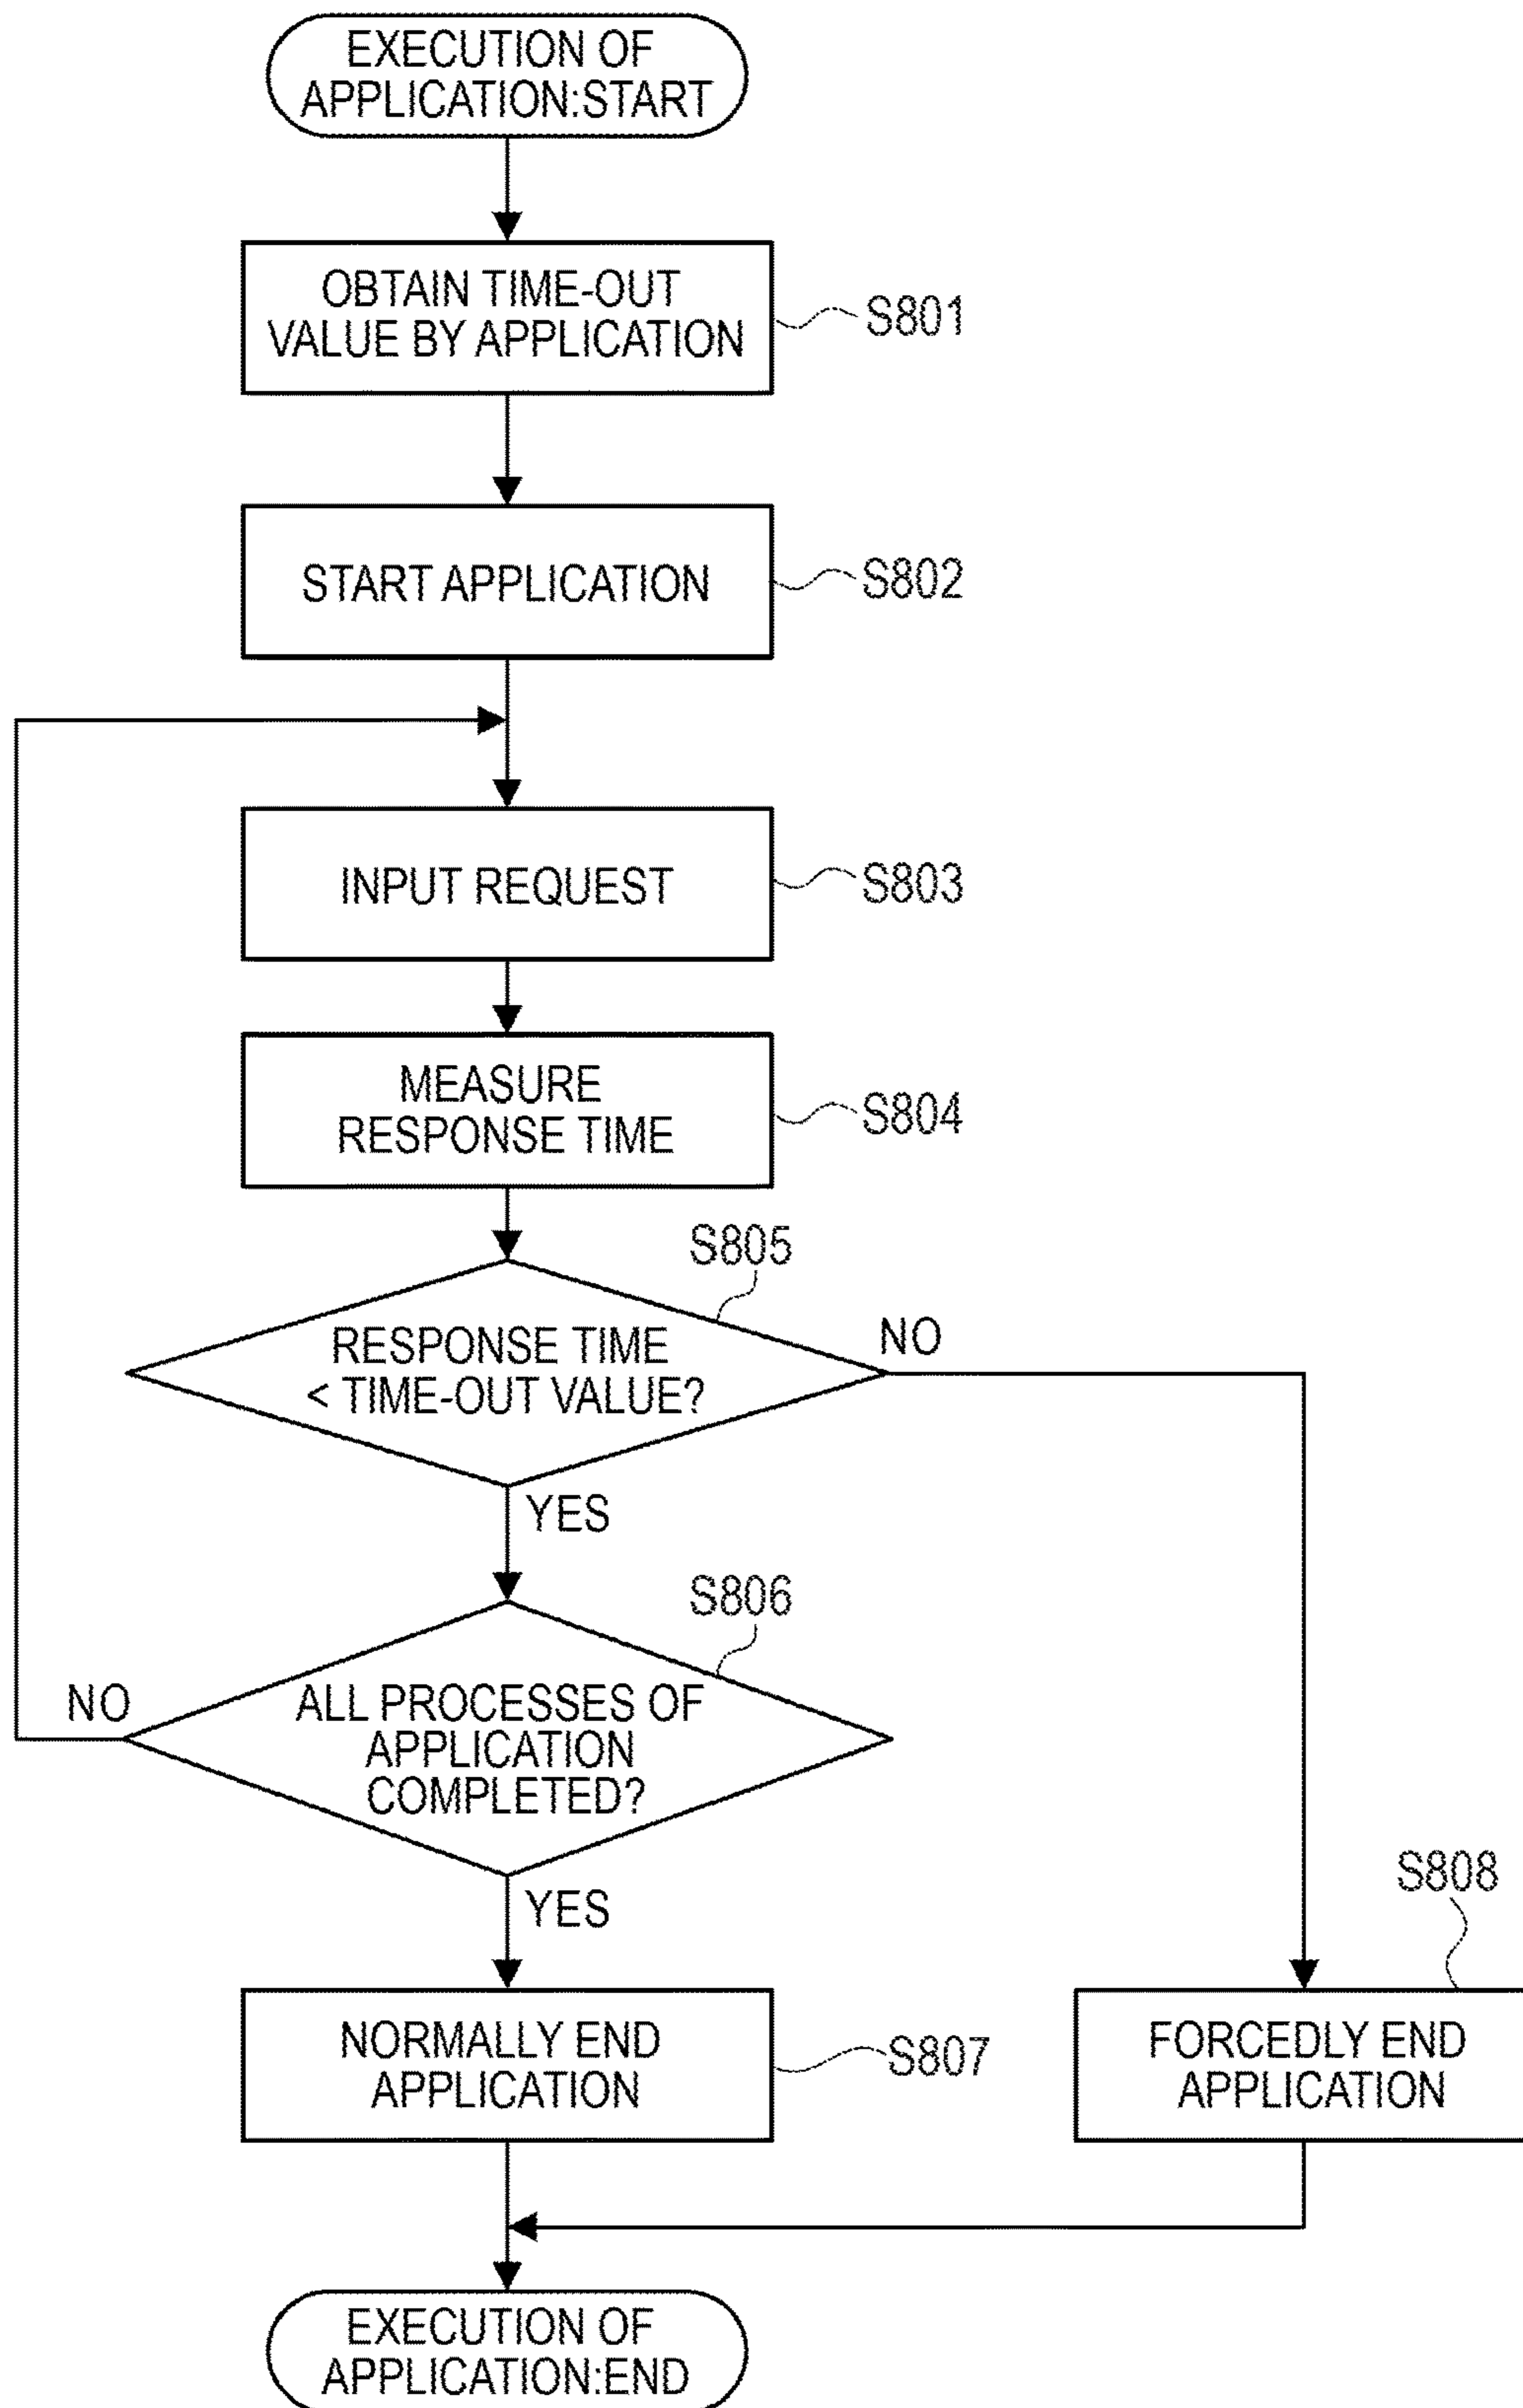 EXECUTION OF
APPLICATION:START
OBTAIN TIME-OUT
VALUE BY APPLICATION
S801
START APPLICATION
S802
INPUT REQUEST
S803
MEASURE
RESPONSE TIME
S804
S805
RESPONSE TIME
< TIME-OUT VALUE?
NO
YES
S806
ALL PROCESSES OF
APPLICATION
COMPLETED?
NO
YES
NORMALLY END
APPLICATION
S807
S808
FORCEDLY END
APPLICATION
EXECUTION OF
APPLICATION:END